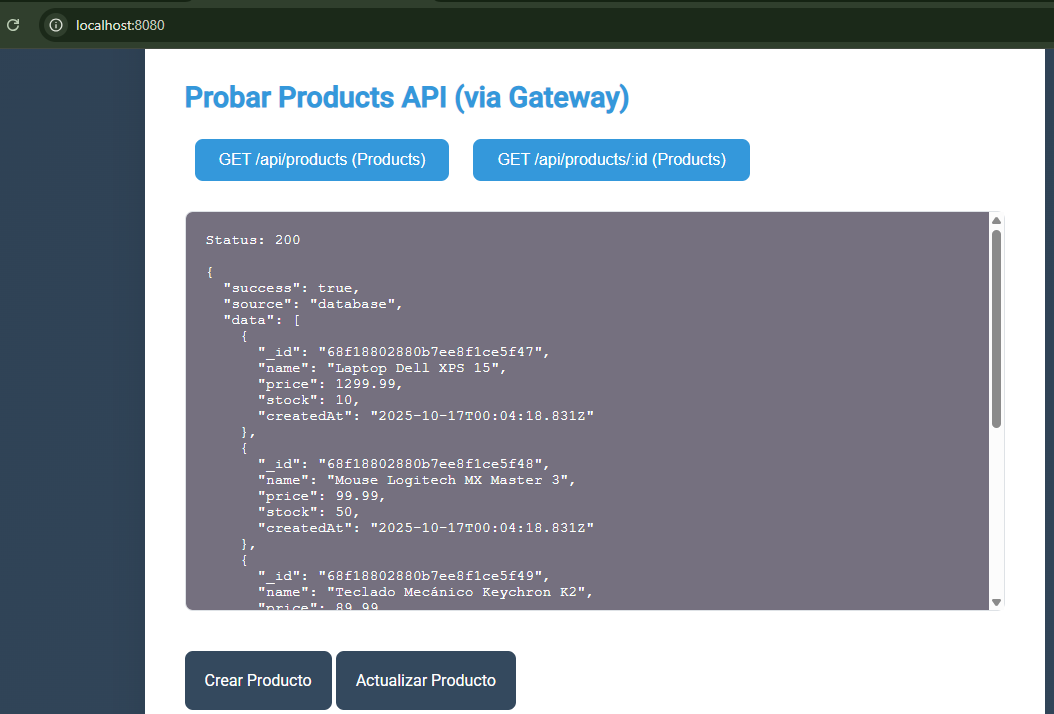 localhost:8080
Probar Products API (via Gateway)
GET /api/products (Products)
GET /api/products/:id (Products)
Status: 200
{
"success": true,
"source": "database",
"data": [
{
"_id": "68f18802880b7ee8f1ce5f47",
"name": "Laptop Dell XPS 15",
"price": 1299.99,
"stock": 10,
"createdAt": "2025-10-17T00:04:18.831Z"
},
{
"_id": "68f18802880b7ee8f1ce5f48",
"name": "Mouse Logitech MX Master 3",
"price": 99.99,
"stock": 50,
"createdAt": "2025-10-17T00:04:18.831Z"
},
{
"_id": "68f18802880b7ee8f1ce5f49",
"name": "Teclado Mecánico Keychron K2",
"price": 89.99
Crear Producto
Actualizar Producto